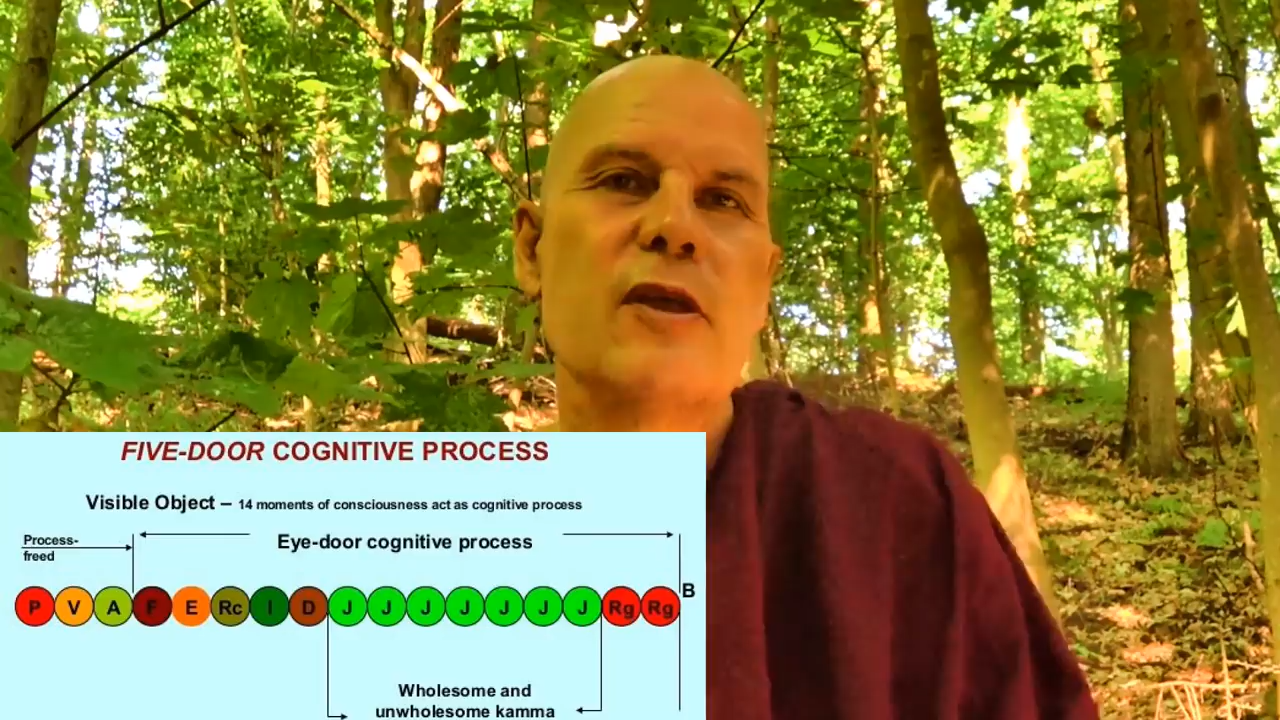 FIVE-DOOR COGNITIVE PROCESS
Visible Object – 14 moments of consciousness act as cognitive process
Process-
freed
Eye-door cognitive process
P V A F E Rc I D J J J J J J J Rg Rg B
Wholesome and
unwholesome kamma